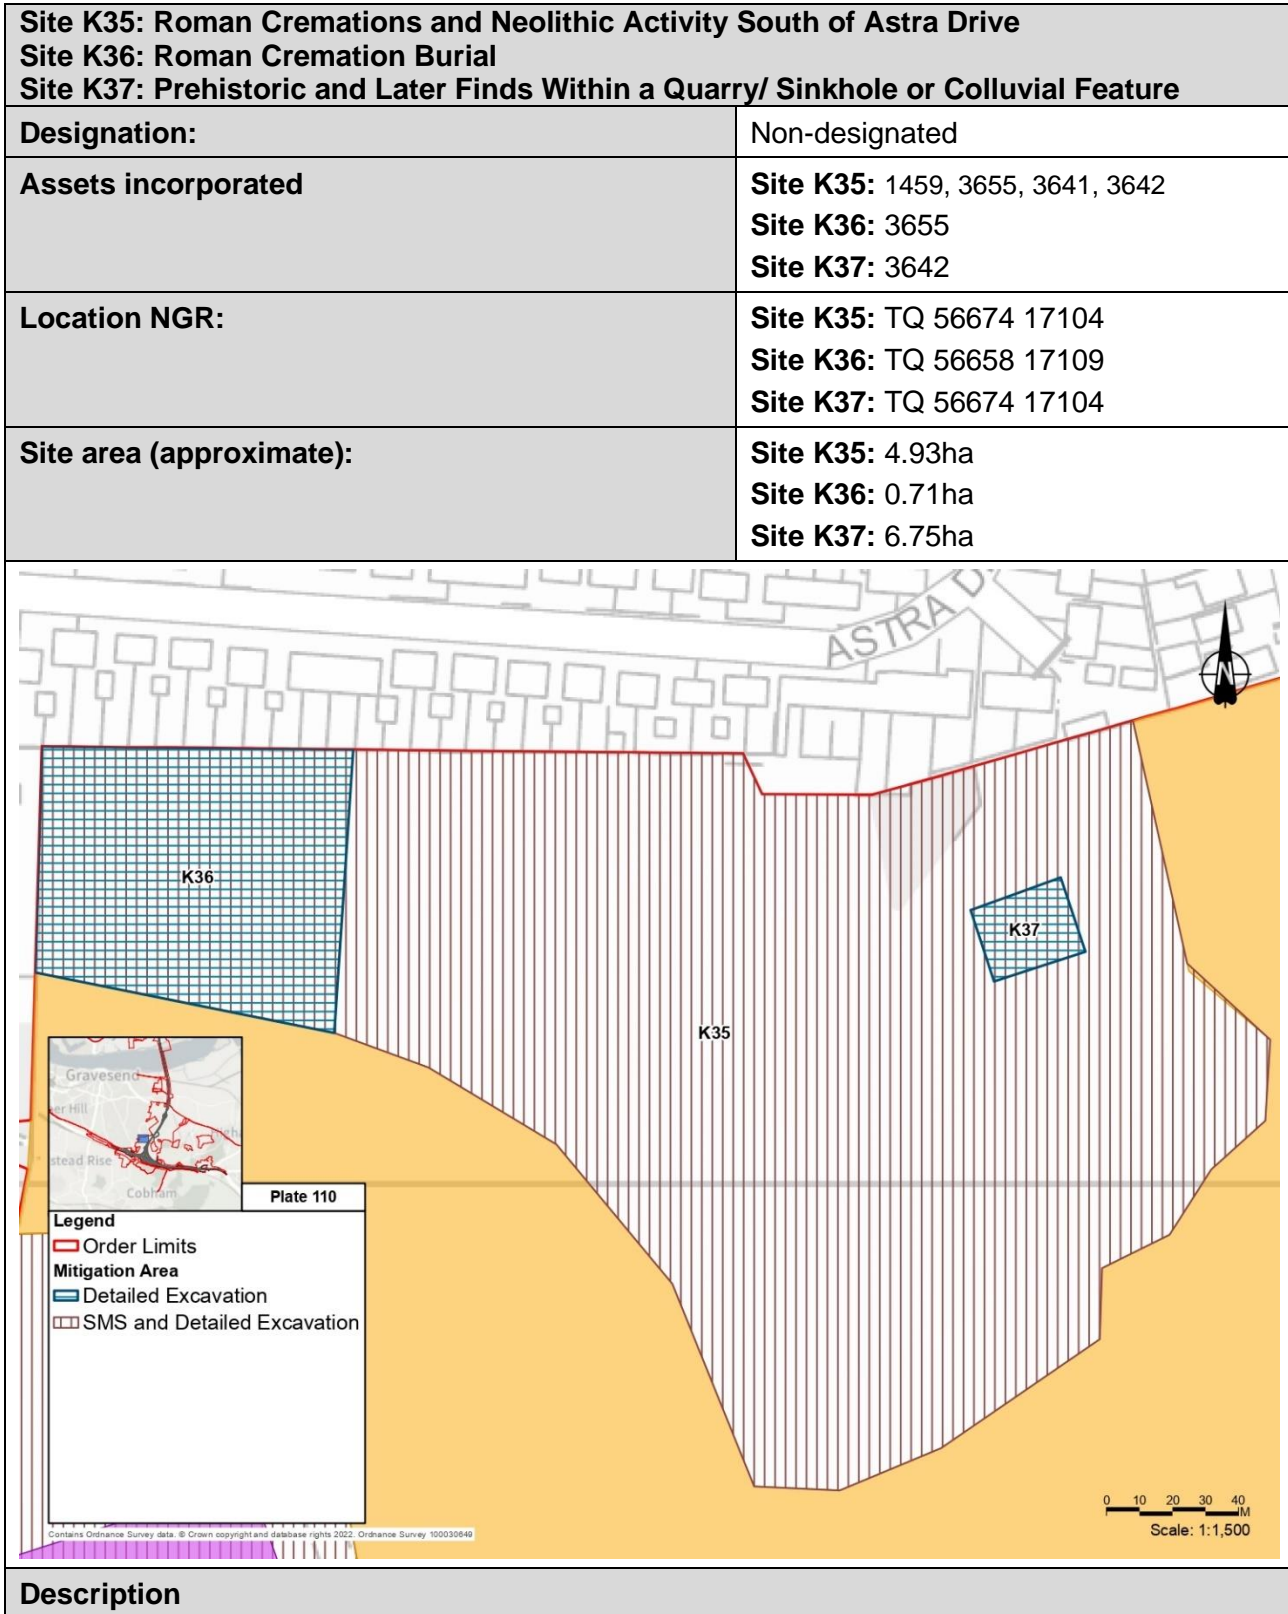 Site K35: Roman Cremations and Neolithic Activity South of Astra Drive
Site K36: Roman Cremation Burial
Site K37: Prehistoric and Later Finds Within a Quarry/ Sinkhole or Colluvial Feature
Designation:
Non-designated
Assets incorporated
Site K35: 1459, 3655, 3641, 3642
Site K36: 3655
Site K37: 3642
Location NGR:
Site K35: TQ 56674 17104
Site K36: TQ 56658 17109
Site K37: TQ 56674 17104
Site area (approximate):
Site K35: 4.93ha
Site K36: 0.71ha
Site K37: 6.75ha
ASTRA D
N
K36
K37
K35
Gravesend
er Hill
High
stead Rise
Cobham
Plate 110
Legend
Order Limits
Mitigation Area
Detailed Excavation
SMS and Detailed Excavation
0 10 20 30 40
M
Scale: 1:1,500
Contains Ordnance Survey data. © Crown copyright and database rights 2022. Ordnance Survey 100030649
Description